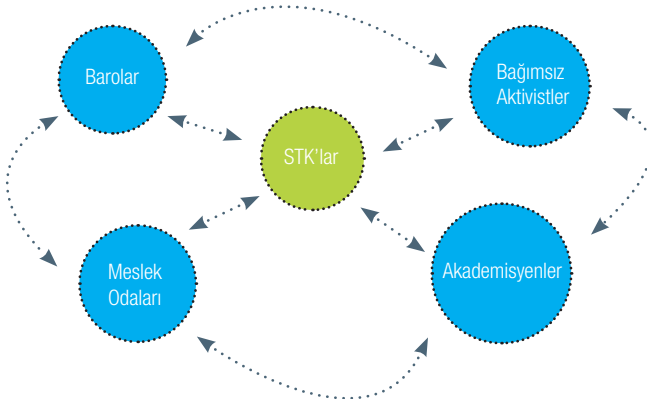 Barolar
Bağımsız
Aktivistler
STK'lar
Meslek
Odaları
Akademisyenler